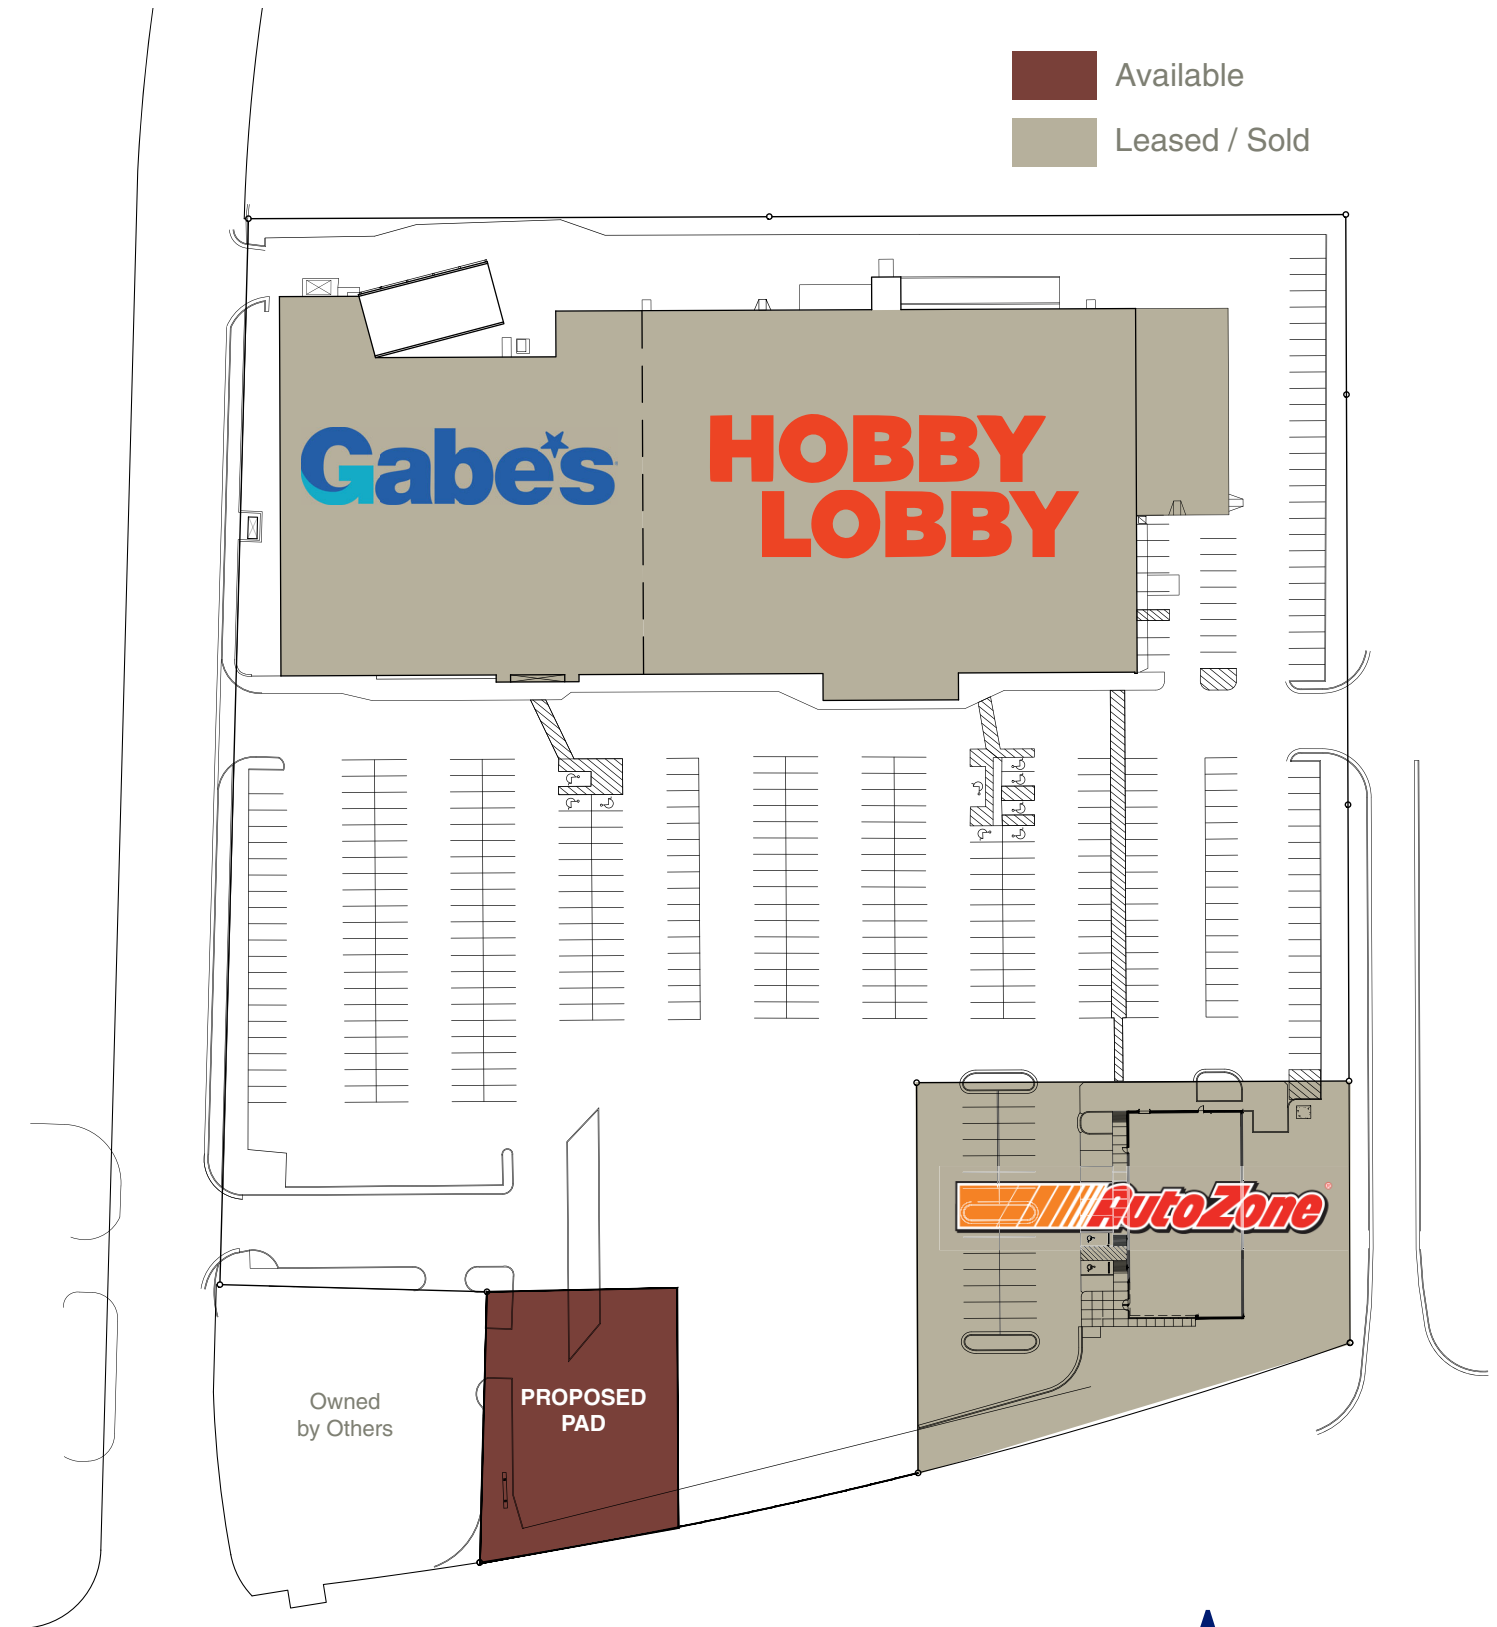 Available
Leased / Sold
Gabe's
HOBBY
LOBBY
AutoZone
Owned
by Others
PROPOSED
PAD